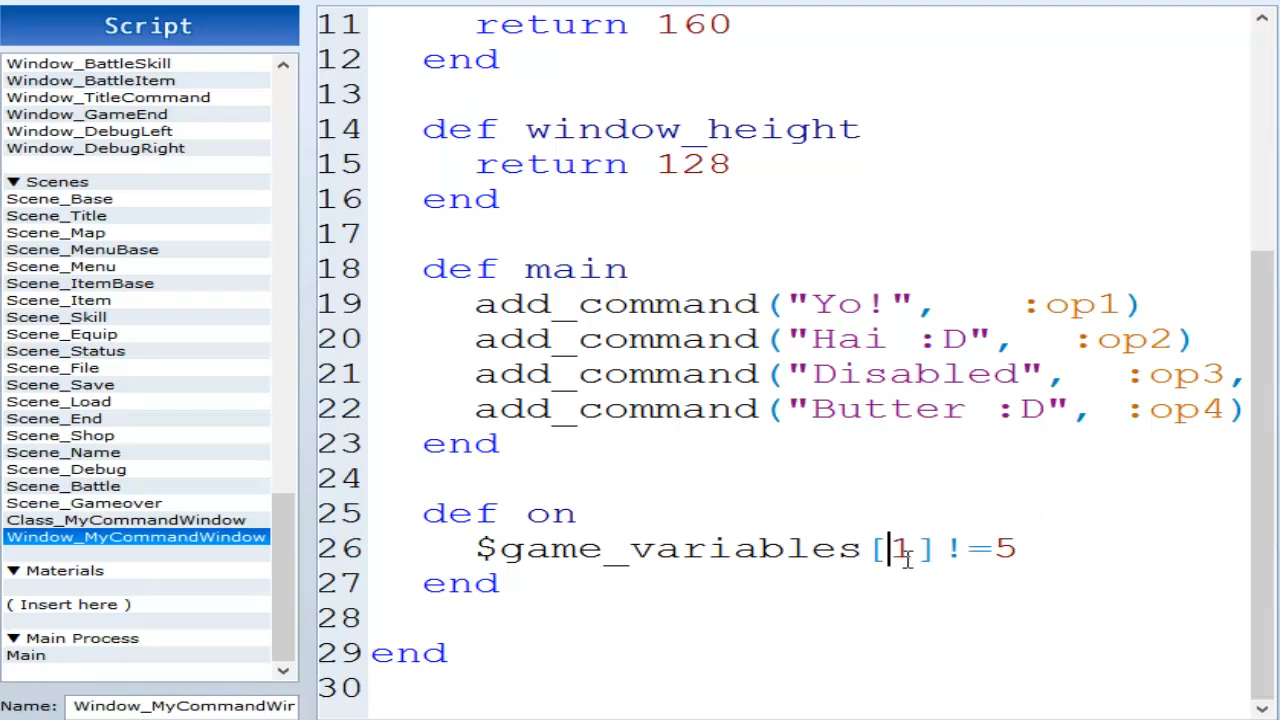 Script
Window_BattleSkill
Window_BattleItem
Window_TitleCommand
Window_GameEnd
Window_DebugLeft
Window_DebugRight
▼ Scenes
Scene_Base
Scene_Title
Scene_Map
Scene_MenuBase
Scene_Menu
Scene_ItemBase
Scene_Item
Scene_Skill
Scene_Equip
Scene_Status
Scene_File
Scene_Save
Scene_Load
Scene_End
Scene_Shop
Scene_Name
Scene_Debug
Scene_Battle
Scene_Gameover
Class_MyCommandWindow
Window_MyCommandWindow
▼ Materials
( Insert here )
▼ Main Process
Main
Name: Window_MyCommandWir
11 return 160
12 end
13
14 def window_height
15 return 128
16 end
17
18 def main
19 add_command("Yo!", :op1)
20 add_command("Hai :D", :op2)
21 add_command("Disabled", :op3,
22 add_command("Butter :D", :op4)
23 end
24
25 def on
26 $game_variables[1]!=5
27 end
28
29 end
30